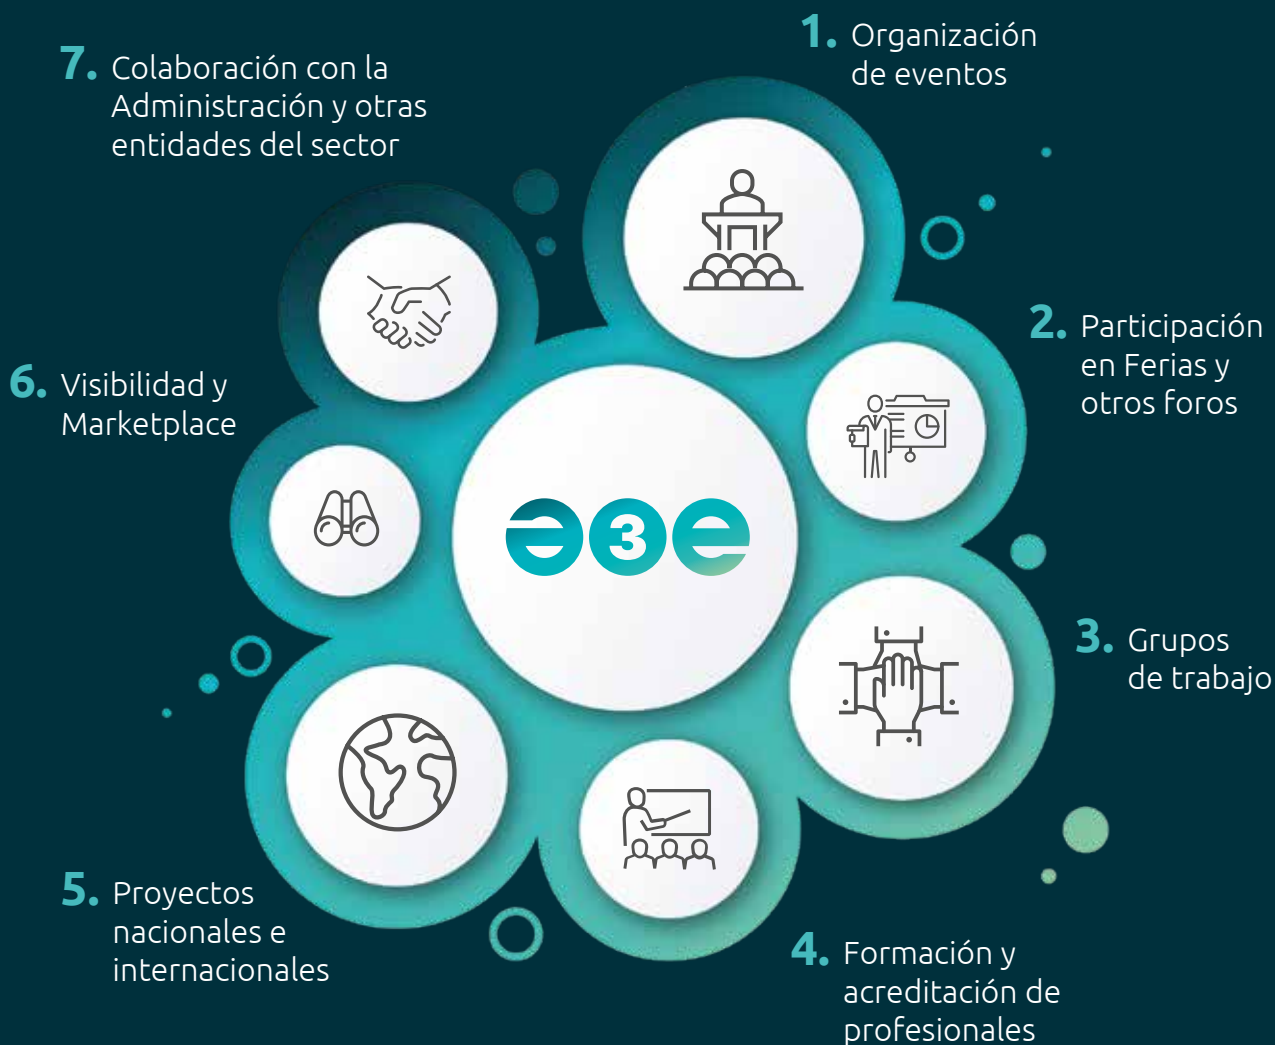 1. Organización
de eventos
2. Participación
en Ferias y
otros foros
3. Grupos
de trabajo
4. Formación y
acreditación de
profesionales
5. Proyectos
nacionales e
internacionales
6. Visibilidad y
Marketplace
7. Colaboración con la
Administración y otras
entidades del sector
a3e